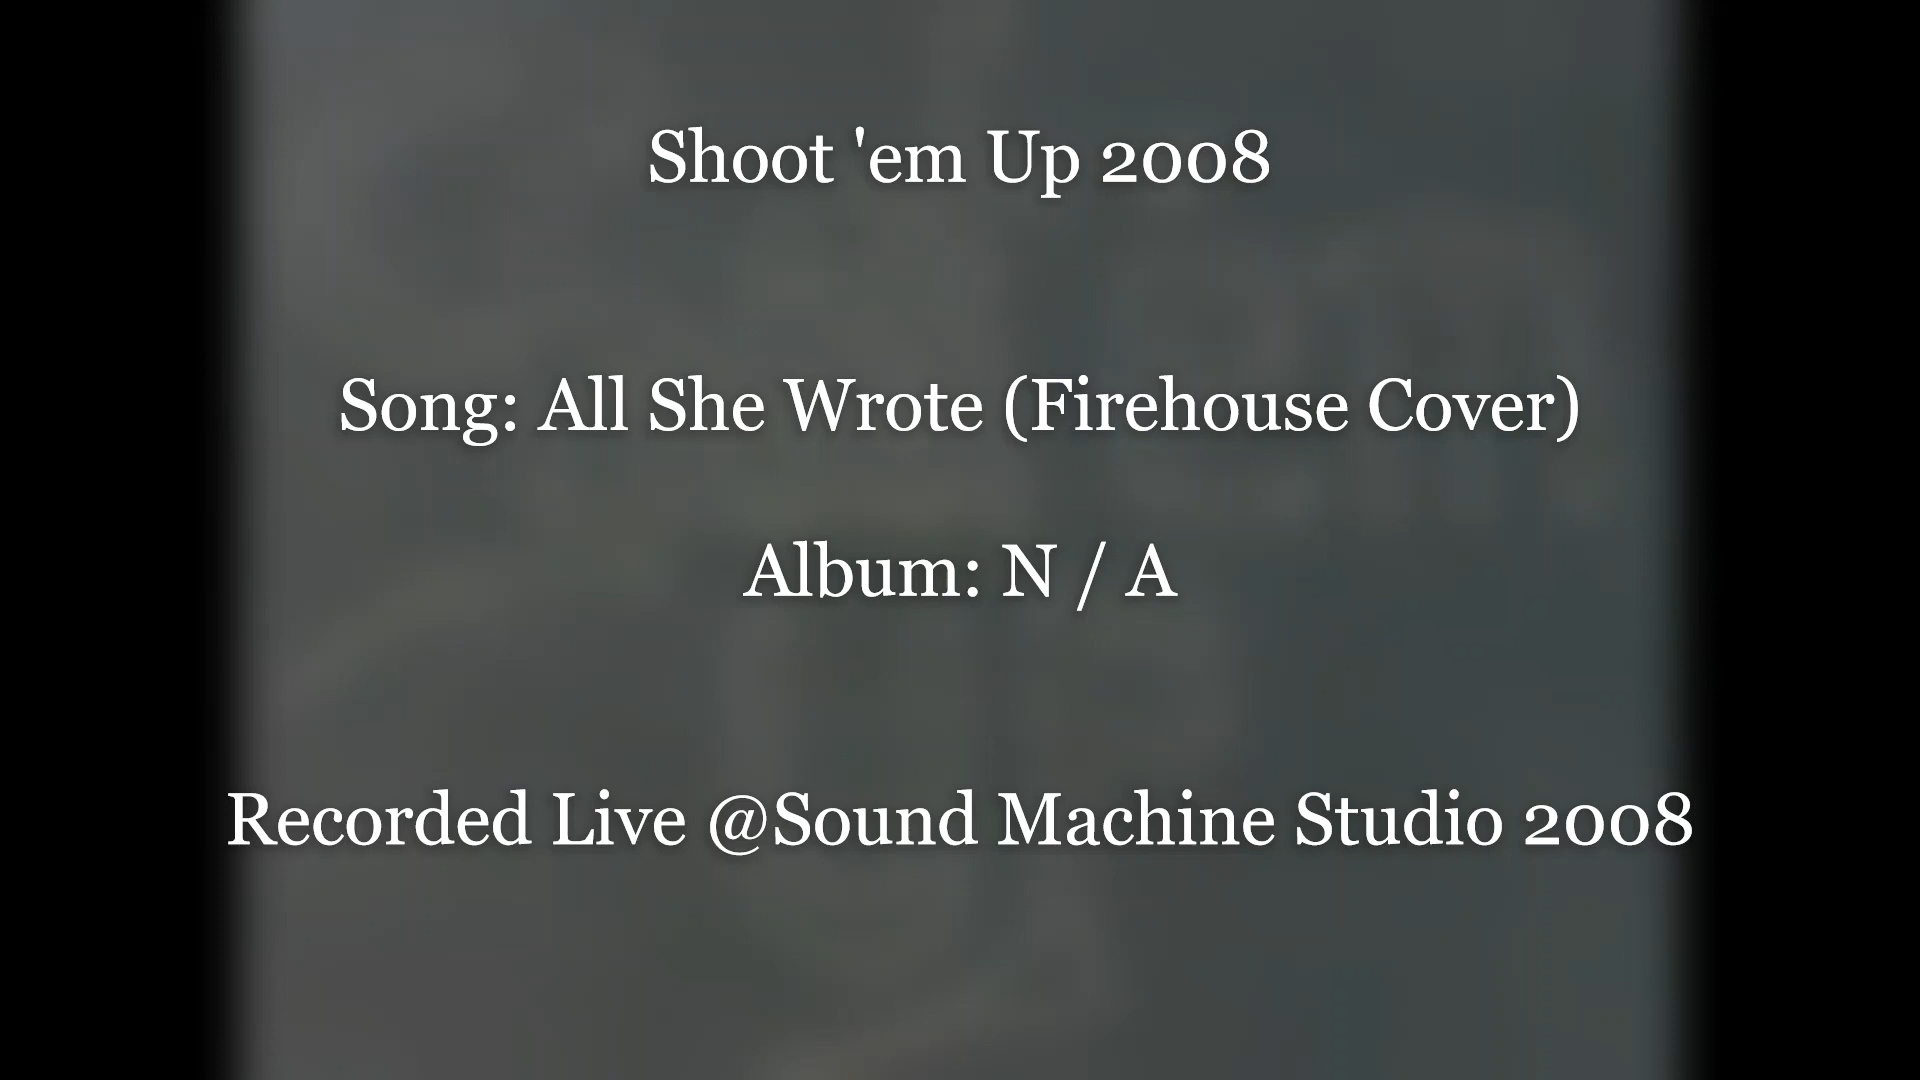 Shoot 'em Up 2008
Song: All She Wrote (Firehouse Cover)
Album: N / A
Recorded Live @Sound Machine Studio 2008